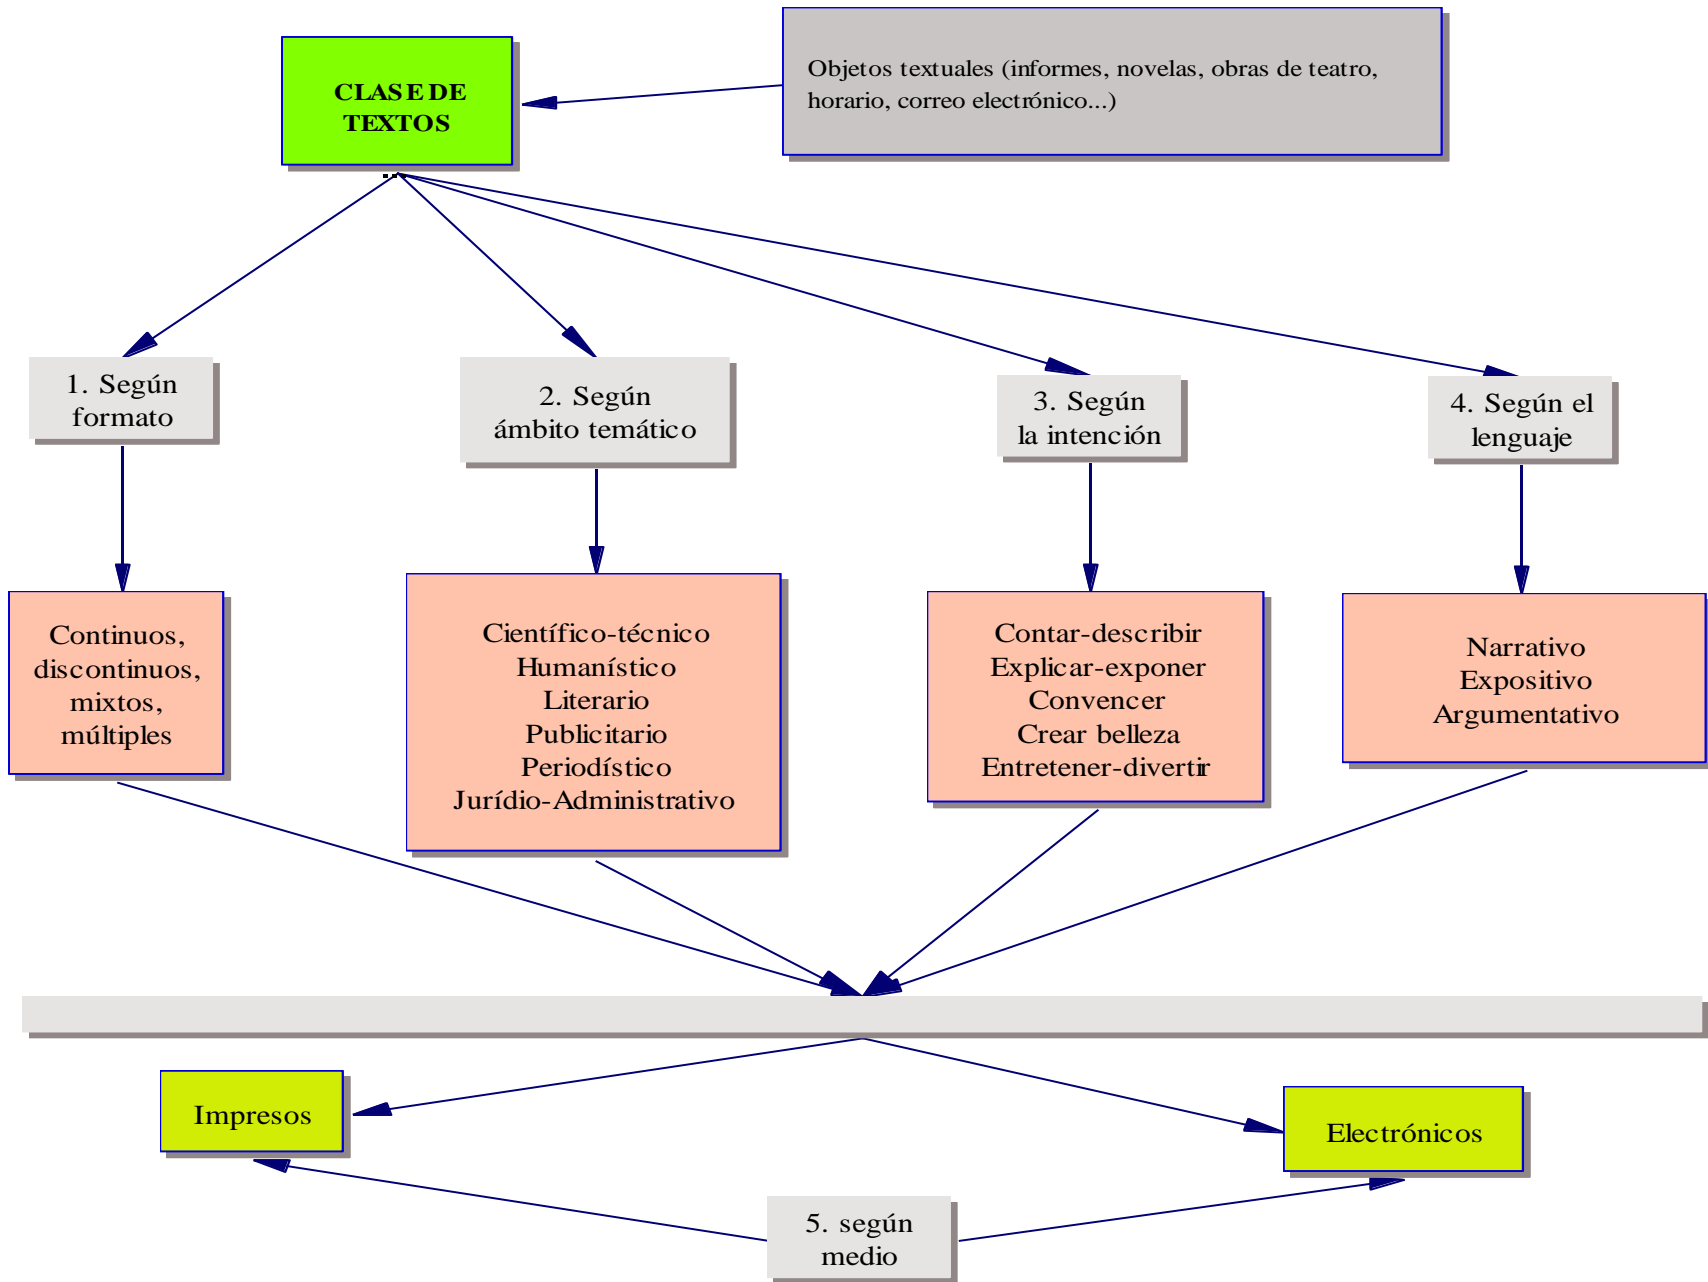 CLASE DE
TEXTOS
Objetos textuales (informes, novelas, obras de teatro,
horario, correo electrónico...)
1. Según
formato
2. Según
ámbito temático
3. Según
la intención
4. Según el
lenguaje
Continuos,
discontinuos,
mixtos,
múltiples
Científico-técnico
Humanístico
Literario
Publicitario
Periodístico
Jurídio-Administrativo
Contar-describir
Explicar-exponer
Convencer
Crear belleza
Entretener-divertir
Narrativo
Expositivo
Argumentativo
Impresos
Electrónicos
5. según
medio